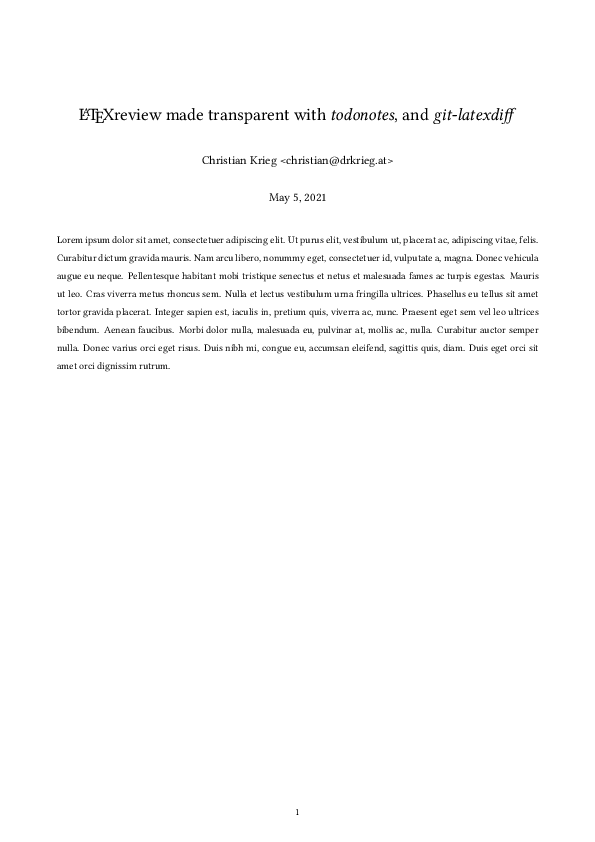 LATEXreview made transparent with todonotes, and git-latexdiff
Christian Krieg <christian@drkrieg.at>
May 5, 2021
Lorem ipsum dolor sit amet, consectetuer adipiscing elit. Ut purus elit, vestibulum ut, placerat ac, adipiscing vitae, felis.
Curabitur dictum gravida mauris. Nam arcu libero, nonummy eget, consectetuer id, vulputate a, magna. Donec vehicula
augue eu neque. Pellentesque habitant mobi tristique senectus et netus et malesuada fames ac turpis egestas. Mauris
ut leo. Cras viverra metus rhoncus sem. Nulla et lectus vestibulum urna fringilla ultrices. Phasellus eu tellus sit amet
tortor gravida placerat. Integer sapien est, iaculis in, pretium quis, viverra ac, nunc. Praesent eget sem vel leo ultrices
bibendum. Aenean faucibus. Morbi dolor nulla, malesuada eu, pulvinar at, mollis ac, nulla. Curabitur auctor semper
nulla. Donec varius orci eget risus. Duis nibh mi, congue eu, accumsan eleifend, sagittis quis, diam. Duis eget orci sit
amet orci dignissim rutrum.
1